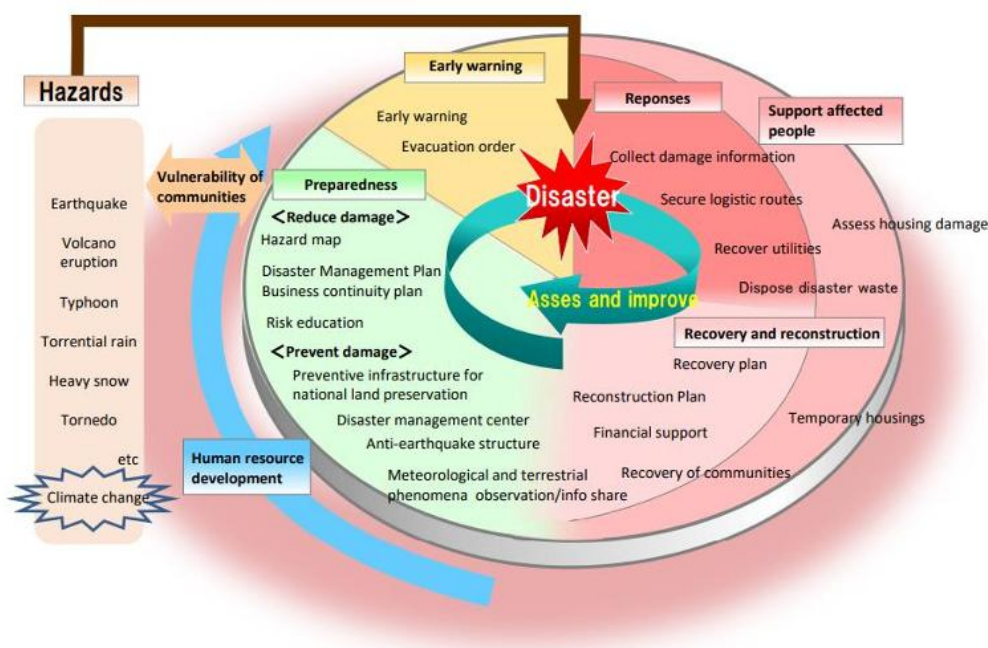 Hazards
Earthquake
Volcano
eruption
Typhoon
Torrential rain
Heavy snow
Tornedo
etc
Climate change
Vulnerability of
communities
Human resource
development
Early warning
Early warning
Evacuation order
Disaster
Asses and improve
Preparedness
<Reduce damage>
Hazard map
Disaster Management Plan
Business continuity plan
Risk education
<Prevent damage>
Preventive infrastructure for
national land preservation
Disaster management center
Anti-earthquake structure
Meteorological and terrestrial
phenomena observation/info share
Reponses
Collect damage information
Secure logistic routes
Recover utilities
Dispose disaster waste
Recovery and reconstruction
Recovery plan
Reconstruction Plan
Financial support
Recovery of communities
Support affected
people
Assess housing damage
Temporary housings